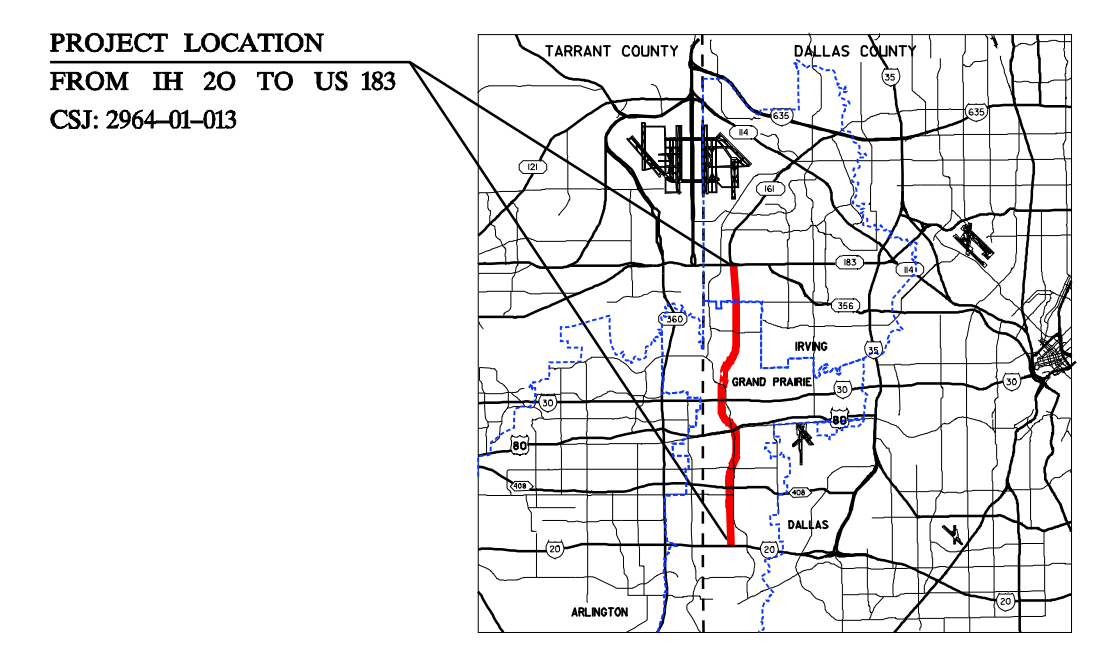 PROJECT LOCATION
FROM IH 20 TO US 183
CSJ: 2964-01-013
TARRANT COUNTY
DALLAS COUNTY
35
635
635
114
121
161
183
114
356
360
IRVING
35
GRAND PRAIRIE
30
30
30
80
80
408
408
DALLAS
20
20
20
ARLINGTON